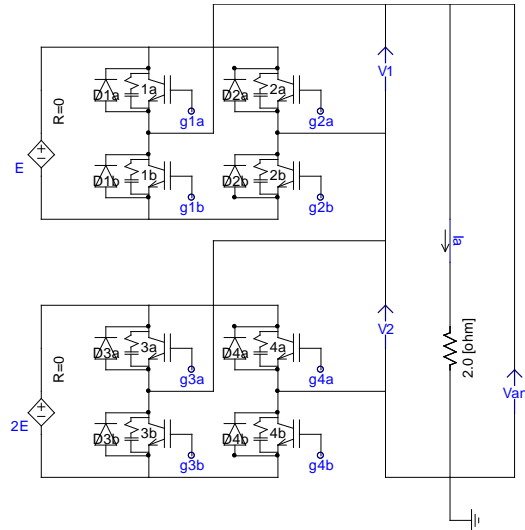 V1
R=0
D1a
1a
D2a
2a
g1a
g2a
E
D1b
1b
D2b
2b
g1b
g2b
Ia
V2
R=0
D3a
3a
D4a
4a
2.0 [ohm]
g3a
g4a
Van
2E
D3b
3b
D4b
4b
g3b
g4b